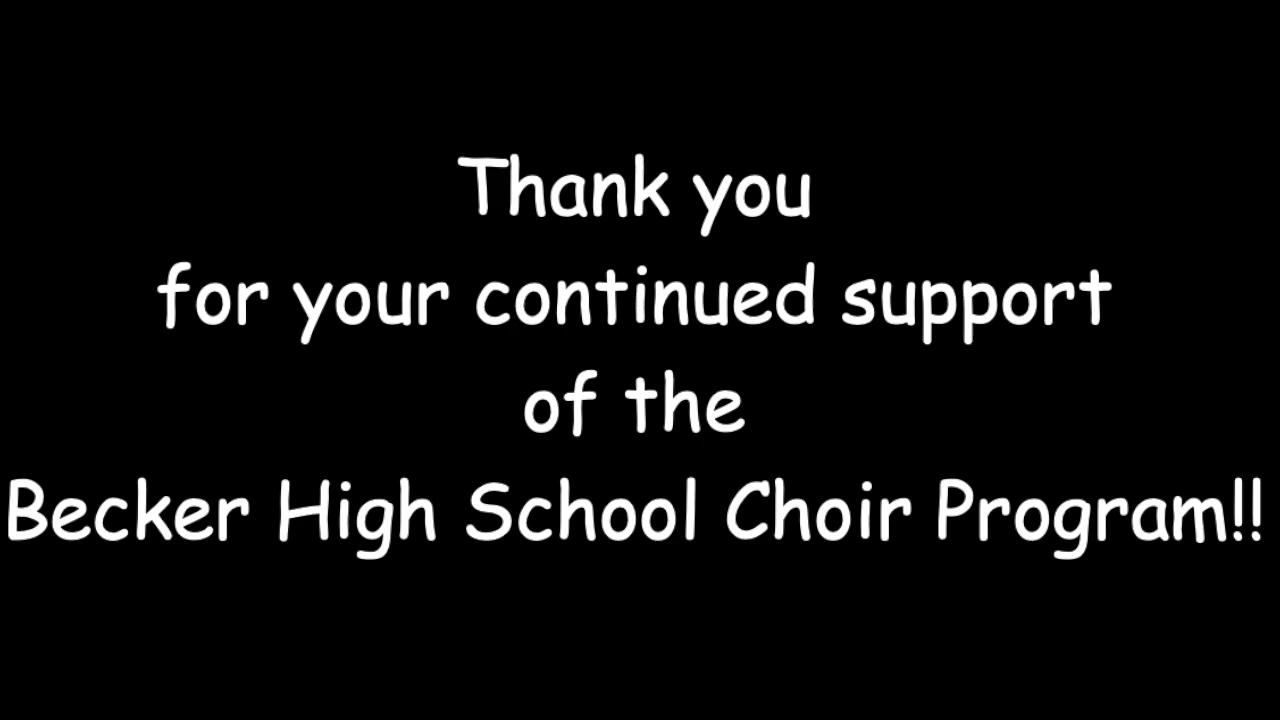 Thank you
for your continued support
of the
Becker High School Choir Program!!